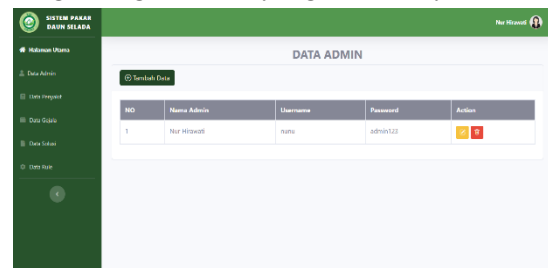 SISTEM PAKAR
DAUN SELADA
Nur Hirawati
Halaman Utama
Data Admin
Data Penyakit
Data Gejala
Data Solusi
Data Rule
DATA ADMIN
Tambah Data
NO Nama Admin Username Password Action
1 Nur Hirawati nunu admin123